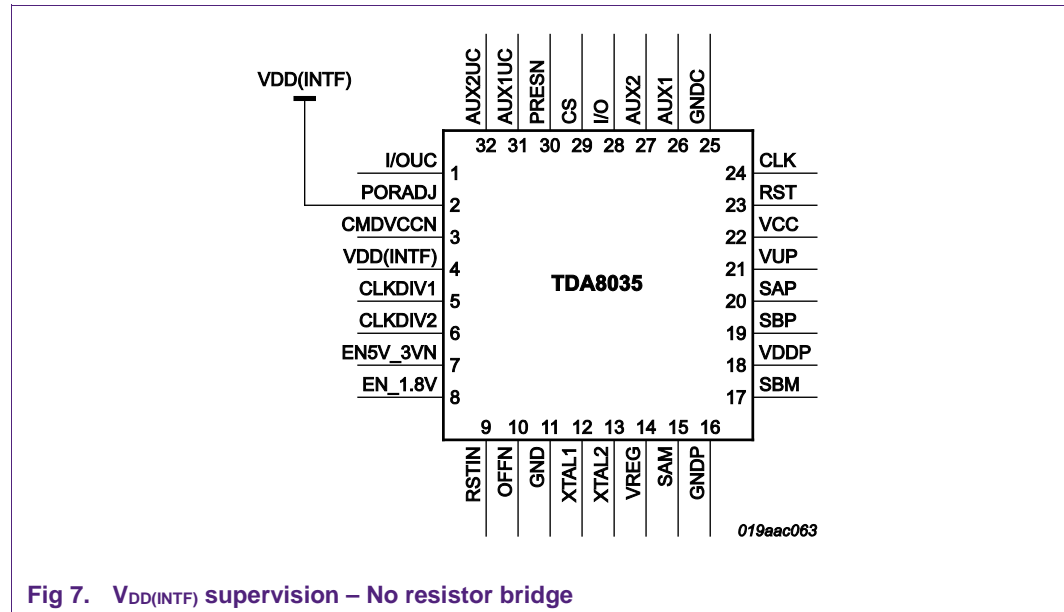 VDD(INTF)
AUX2UC
AUX1UC
PRESN
CS
I/O
AUX2
AUX1
GNDC
32 31 30 29 28 27 26 25
I/OUC 1
PORADJ 2
CMDVCCN 3
VDD(INTF) 4
CLKDIV1 5
CLKDIV2 6
EN5V_3VN 7
EN_1.8V 8
TDA8035
24 CLK
23 RST
22 VCC
21 VUP
20 SAP
19 SBP
18 VDDP
17 SBM
9 10 11 12 13 14 15 16
RSTIN
OFFN
GND
XTAL1
XTAL2
VREG
SAM
GNDP
019aac063
Fig 7. VDD(INTF) supervision – No resistor bridge